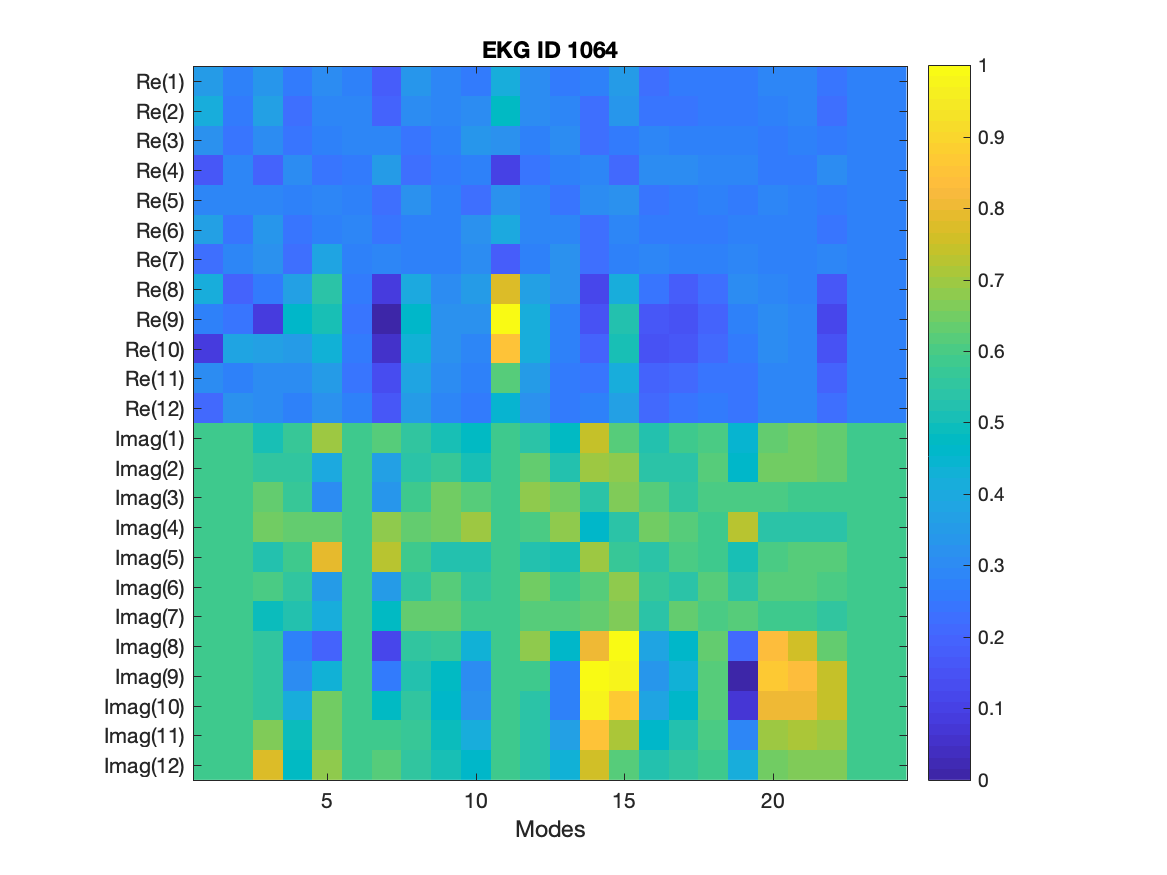 EKG ID 1064
Re(1)
Re(2)
Re(3)
Re(4)
Re(5)
Re(6)
Re(7)
Re(8)
Re(9)
Re(10)
Re(11)
Re(12)
Imag(1)
Imag(2)
Imag(3)
Imag(4)
Imag(5)
Imag(6)
Imag(7)
Imag(8)
Imag(9)
Imag(10)
Imag(11)
Imag(12)
5 10 15 20
Modes
1
0.9
0.8
0.7
0.6
0.5
0.4
0.3
0.2
0.1
0